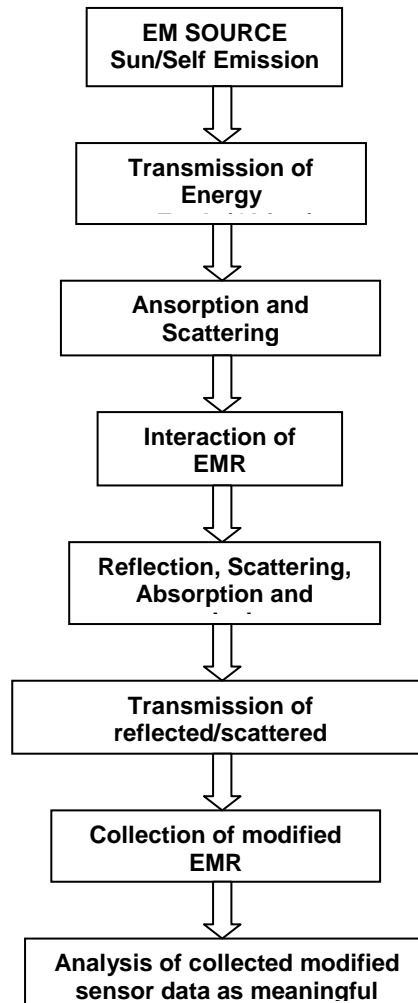 EM SOURCE
Sun/Self Emission
Transmission of
Energy
Ansorption and
Scattering
Interaction of
EMR
Reflection, Scattering,
Absorption and
Transmission of
reflected/scattered
Collection of modified
EMR
Analysis of collected modified
sensor data as meaningful